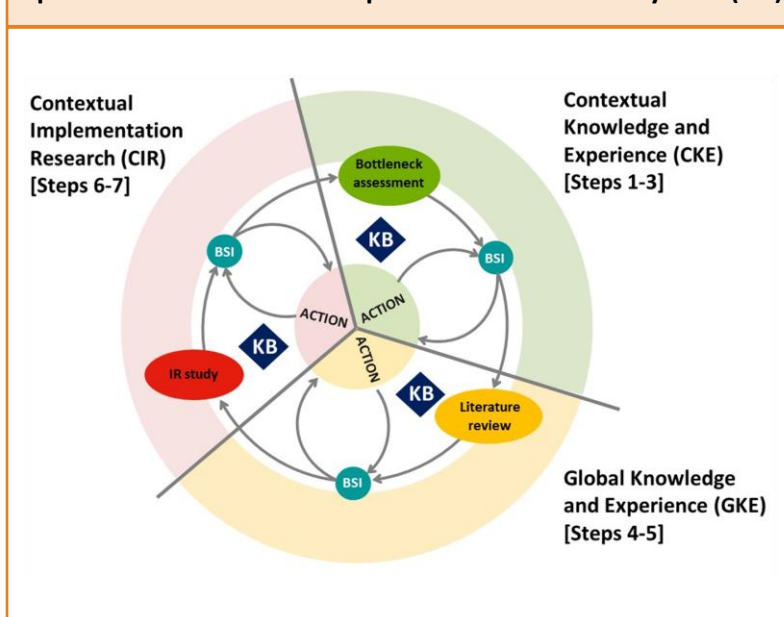 Contextual
Implementation
Research (CIR)
[Steps 6-7]
Contextual
Knowledge and
Experience (CKE)
[Steps 1-3]
Bottleneck
assessment
KB
BSI
BSI
ACTION
ACTION
ACTION
KB
IR study
KB
Literature
review
BSI
Global Knowledge
and Experience (GKE)
[Steps 4-5]